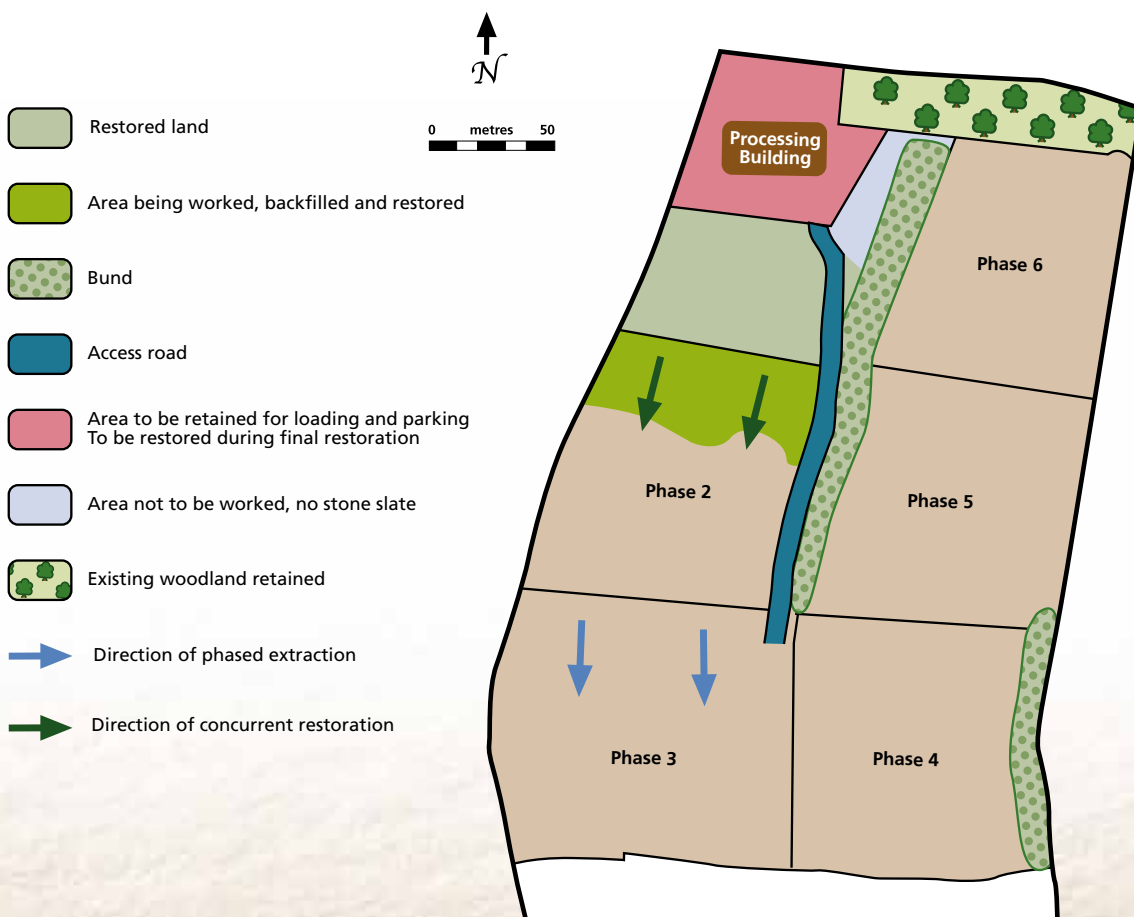 N
0 metres 50
Restored land
Area being worked, backfilled and restored
Bund
Access road
Area to be retained for loading and parking
To be restored during final restoration
Area not to be worked, no stone slate
Existing woodland retained
Direction of phased extraction
Direction of concurrent restoration
Processing
Building
Phase 6
Phase 2
Phase 5
Phase 3
Phase 4